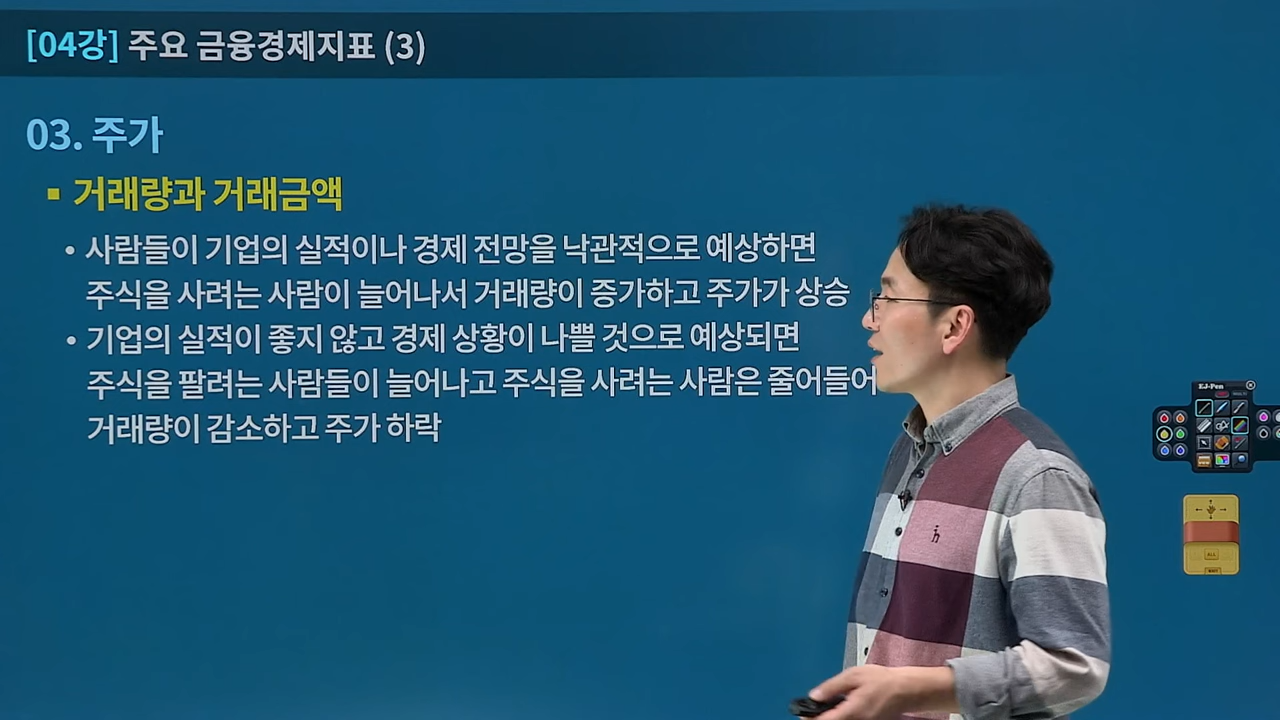 [04강] 주요 금융경제지표 (3)
03. 주가
▪ 거래량과 거래금액
• 사람들이 기업의 실적이나 경제 전망을 낙관적으로 예상하면
주식을 사려는 사람이 늘어나서 거래량이 증가하고 주가가 상승
• 기업의 실적이 좋지 않고 경제 상황이 나쁠 것으로 예상되면
주식을 팔려는 사람들이 늘어나고 주식을 사려는 사람은 줄어들어
거래량이 감소하고 주가 하락
EJ-Pen
ALL